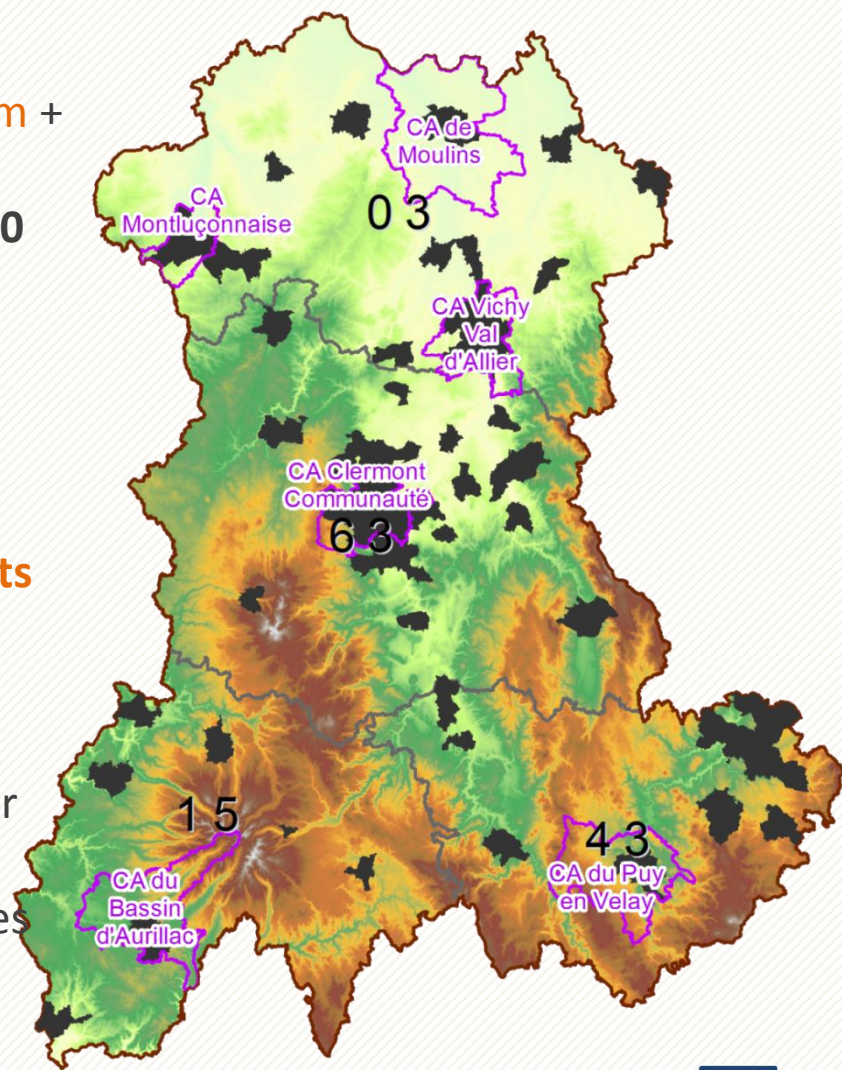 m +
0
ts
r
es
CA de
Moulins
CA
Montluçonnaise
0 3
CA Vichy
Val
d'Allier
CA Clermont
Communauté
6 3
1 5
CA du
Bassin
d'Aurillac
4 3
CA du Puy
en Velay